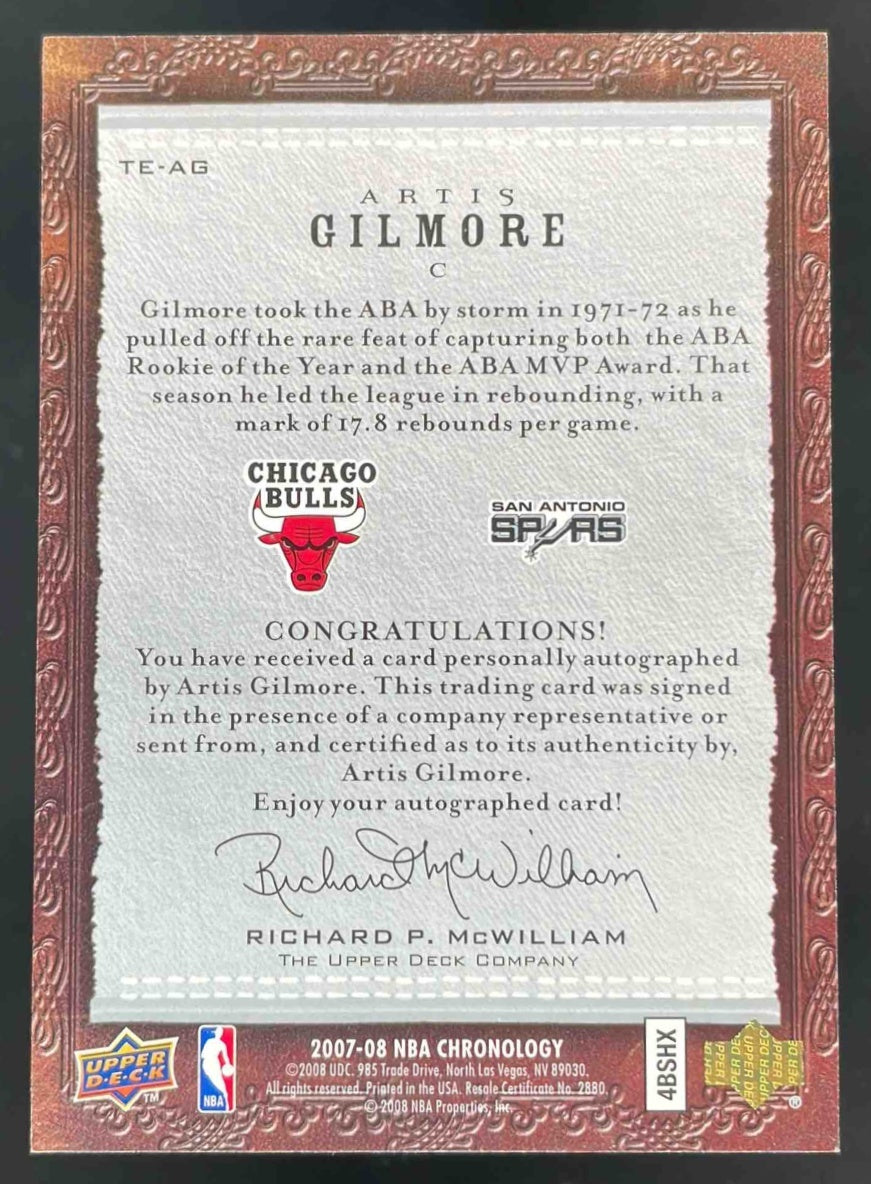 TE-AG
ARTIS
GILMORE
C
Gilmore took the ABA by storm in 1971-72 as he
pulled off the rare feat of capturing both the ABA
Rookie of the Year and the ABA MVP Award. That
season he led the league in rebounding, with a
mark of 17.8 rebounds per game.
CHICAGO
BULLS
SAN ANTONIO
SPURS
CONGRATULATIONS!
You have received a card personally autographed
by Artis Gilmore. This trading card was signed
in the presence of a company representative or
sent from, and certified as to its authenticity by,
Artis Gilmore.
Enjoy your autographed card!
Richard McWilliam
RICHARD P. McWILLIAM
THE UPPER DECK COMPANY
UPPER
D·E·C·K
TM
NBA
2007-08 NBA CHRONOLOGY
©2008 UDC. 985 Trade Drive, North Las Vegas, NV 89030.
All rights reserved. Printed in the USA. Resale Certificate No. 2880.
© 2008 NBA Properties, Inc.
4BSHX
UPPER DEC
®